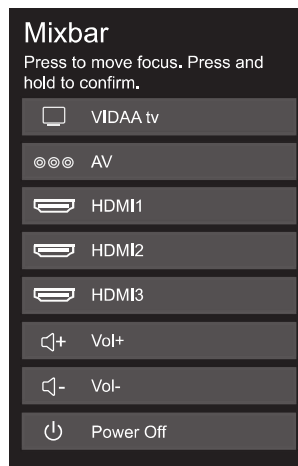 Mixbar
Press to move focus. Press and
hold to confirm.
VIDAA tv
AV
HDMI1
HDMI2
HDMI3
Vol+
Vol-
Power Off